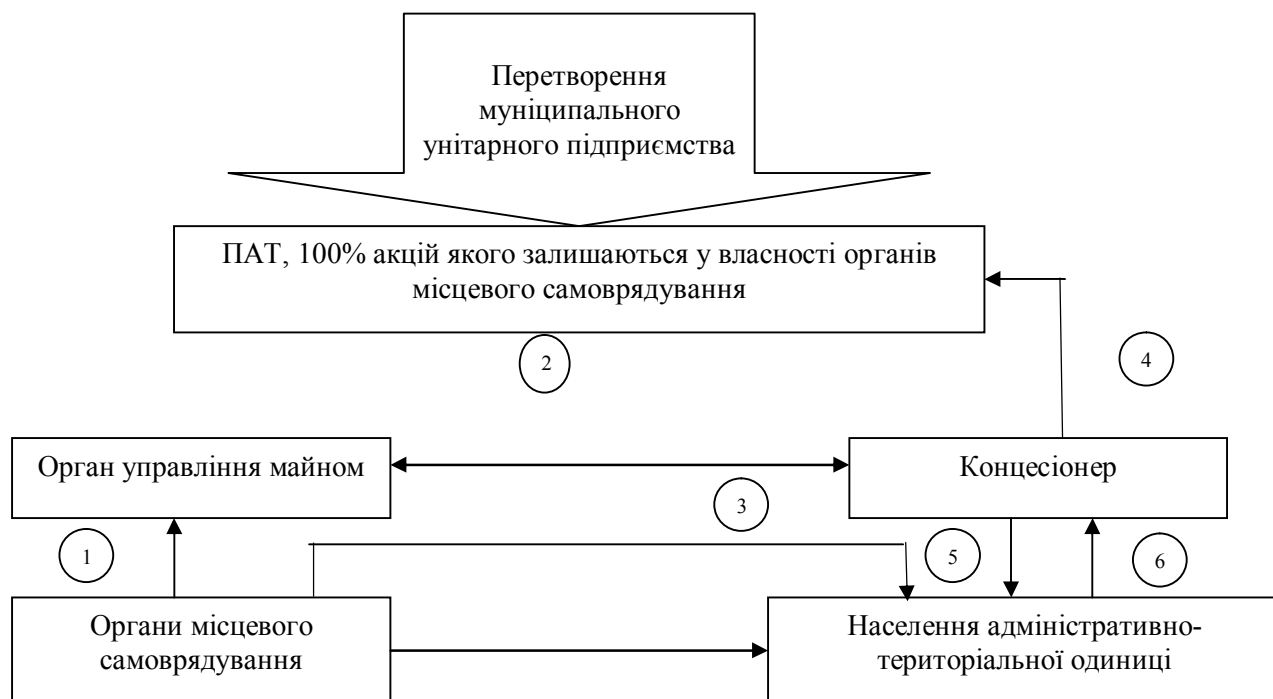 Перетворення
муніципального
унітарного підприємства
ПАТ, 100% акцій якого залишаються у власності органів
місцевого самоврядування
2
4
Орган управління майном
Концесіонер
3
1
5
6
Органи місцевого
самоврядування
Населення адміністративно-
територіальної одиниці